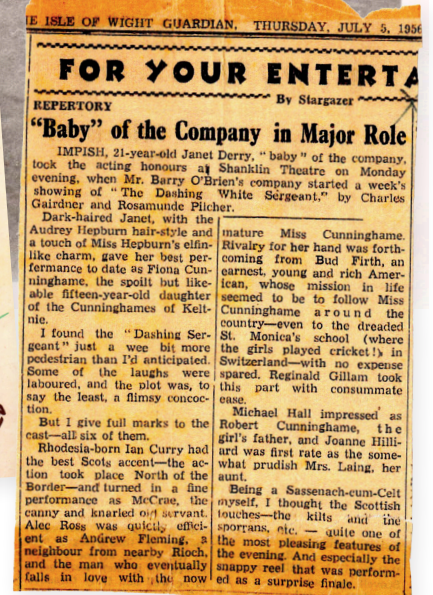 E ISLE OF WIGHT GUARDIAN, THURSDAY, JULY 5, 1956
FOR YOUR ENTERTA
By Stargazer
REPERTORY
"Baby" of the Company in Major Role
IMPISH, 21-year-old Janet Derry, "baby" of the company,
took the acting honours at Shanklin Theatre on Monday
evening, when Mr. Barry O'Brien's company started a week's
showing of "The Dashing White Sergeant," by Charles
Gairdner and Rosamunde Pilcher.
Dark-haired Janet, with the
Audrey Hepburn hair-style and
a touch of Miss Hepburn's elfin-
like charm, gave her best per-
fermance to date as Fiona Cun-
ninghame, the spoilt but like-
able fifteen-year-old daughter
of the Cunninghames of Kelt-
nie.
I found the "Dashing Ser-
geant" just a wee bit more
pedestrian than I'd anticipated.
Some of the laughs were
laboured, and the plot was, to
say the least, a flimsy concoc-
tion.
But I give full marks to the
cast—all six of them.
Rhodesia-born Ian Curry had
the best Scots accent—the ac-
tion took place North of the
Border—and turned in a fine
performance as McCrae, the
canny and knarled old servant.
Alec Ross was quietly effici-
ent as Andrew Fleming, a
neighbour from nearby Rioch,
and the man who eventually
falls in love with the now
mature Miss Cunninghame.
Rivalry for her hand was forth-
coming from Bud Firth, an
earnest, young and rich Amer-
ican, whose mission in life
seemed to be to follow Miss
Cunninghame around the
country—even to the dreaded
St. Monica's school (where
the girls played cricket!) in
Switzerland—with no expense
spared. Reginald Gillam took
this part with consummate
ease.
Michael Hall impressed as
Robert Cunninghame, the
girl's father, and Joanne Hilli-
ard was first rate as the some-
what prudish Mrs. Laing, her
aunt.
Being a Sassenach-cum-Celt
myself, I thought the Scottish
touches—the kilts and the
sporrans, etc. — quite one of
the most pleasing features of
the evening. And especially the
snappy reel that was perform-
ed as a surprise finale.